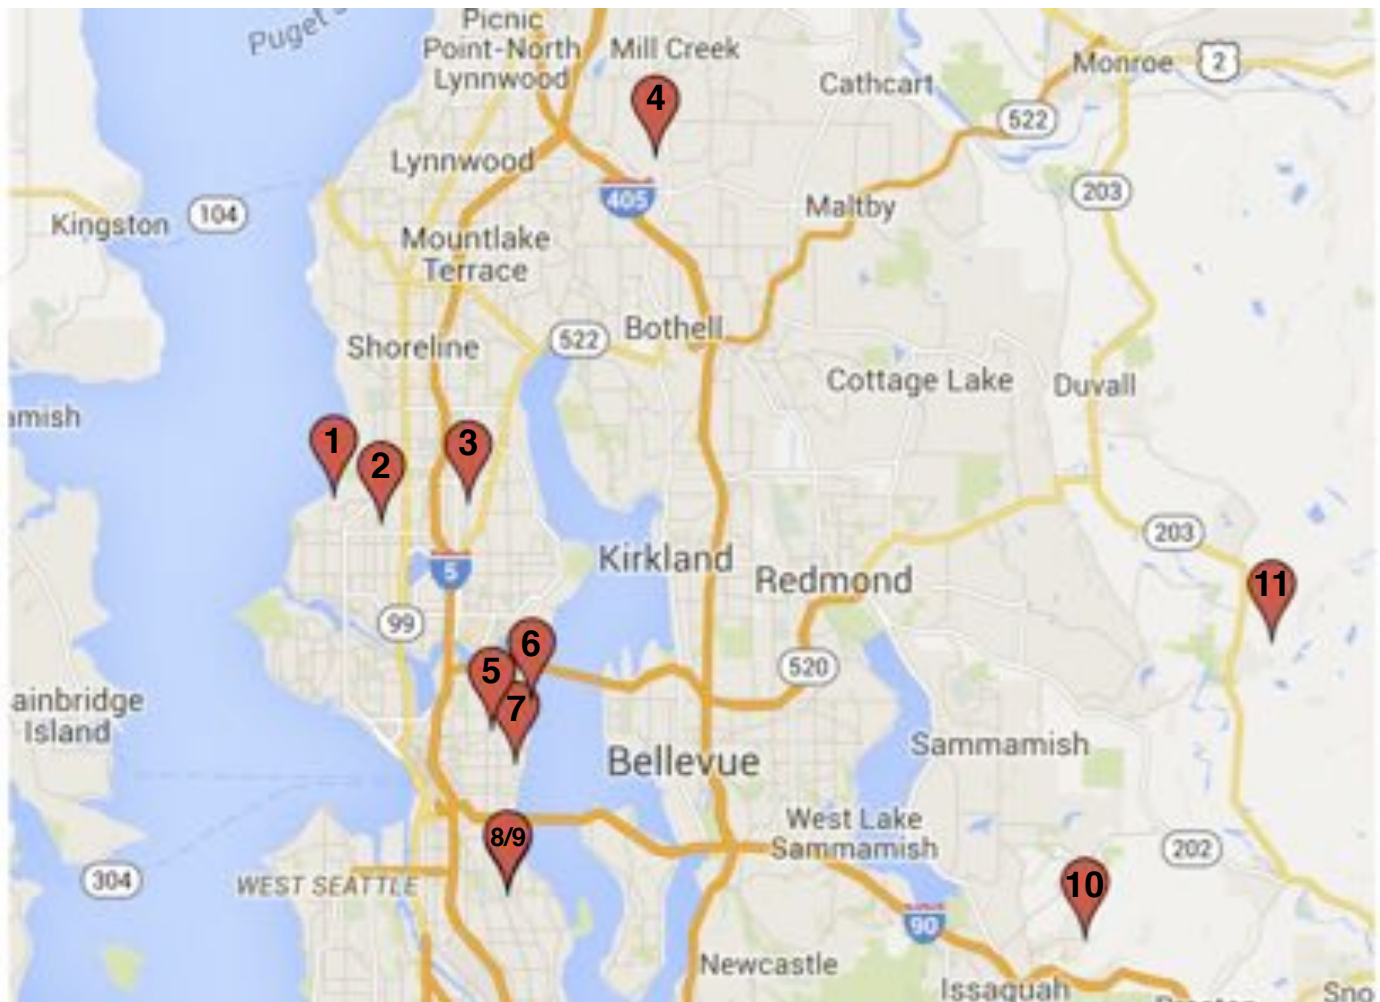 Puget S
Picnic
Point-North
Lynnwood
Mill Creek
Cathcart
Monroe
2
4
522
Lynnwood
405
203
Kingston
104
Maltby
Mountlake
Terrace
Shoreline
522
Bothell
Cottage Lake
Duvall
amish
1
2
3
203
Kirkland
Redmond
5
11
99
6
5
7
520
ainbridge
Island
Bellevue
Sammamish
8/9
West Lake
Sammamish
202
304
WEST SEATTLE
10
90
Newcastle
Issaquah
Sno